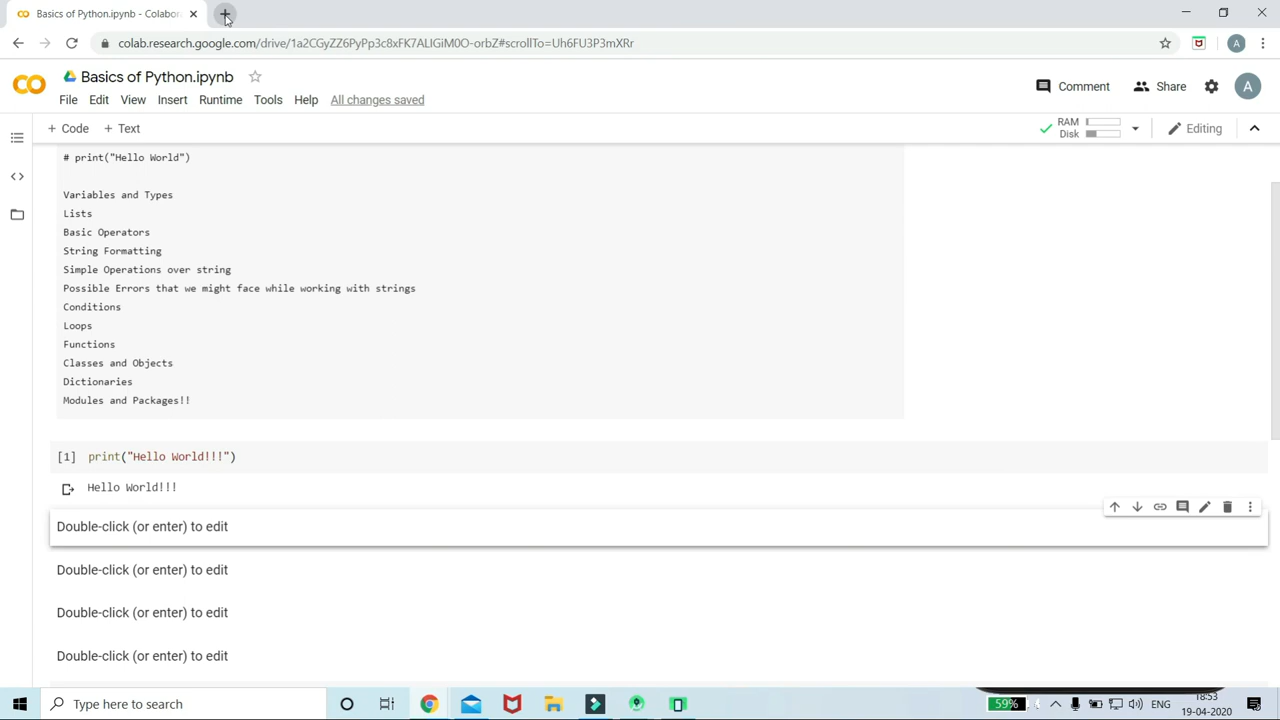 Basics of Python.ipynb - Colabora
colab.research.google.com/drive/1a2CGyZZ6PyPp3c8xFK7ALIGiM0O-orbZ#scrollTo=Uh6FU3P3mXRr
A
CO
Basics of Python.ipynb
Comment
Share
A
File Edit View Insert Runtime Tools Help All changes saved
+ Code + Text
RAM
Disk
Editing
# print("Hello World")
Variables and Types
Lists
Basic Operators
String Formatting
Simple Operations over string
Possible Errors that we might face while working with strings
Conditions
Loops
Functions
Classes and Objects
Dictionaries
Modules and Packages!!
[1] print("Hello World!!!")
Hello World!!!
Double-click (or enter) to edit
Double-click (or enter) to edit
Double-click (or enter) to edit
Double-click (or enter) to edit
Type here to search
59%
ENG
18:53
19-04-2020